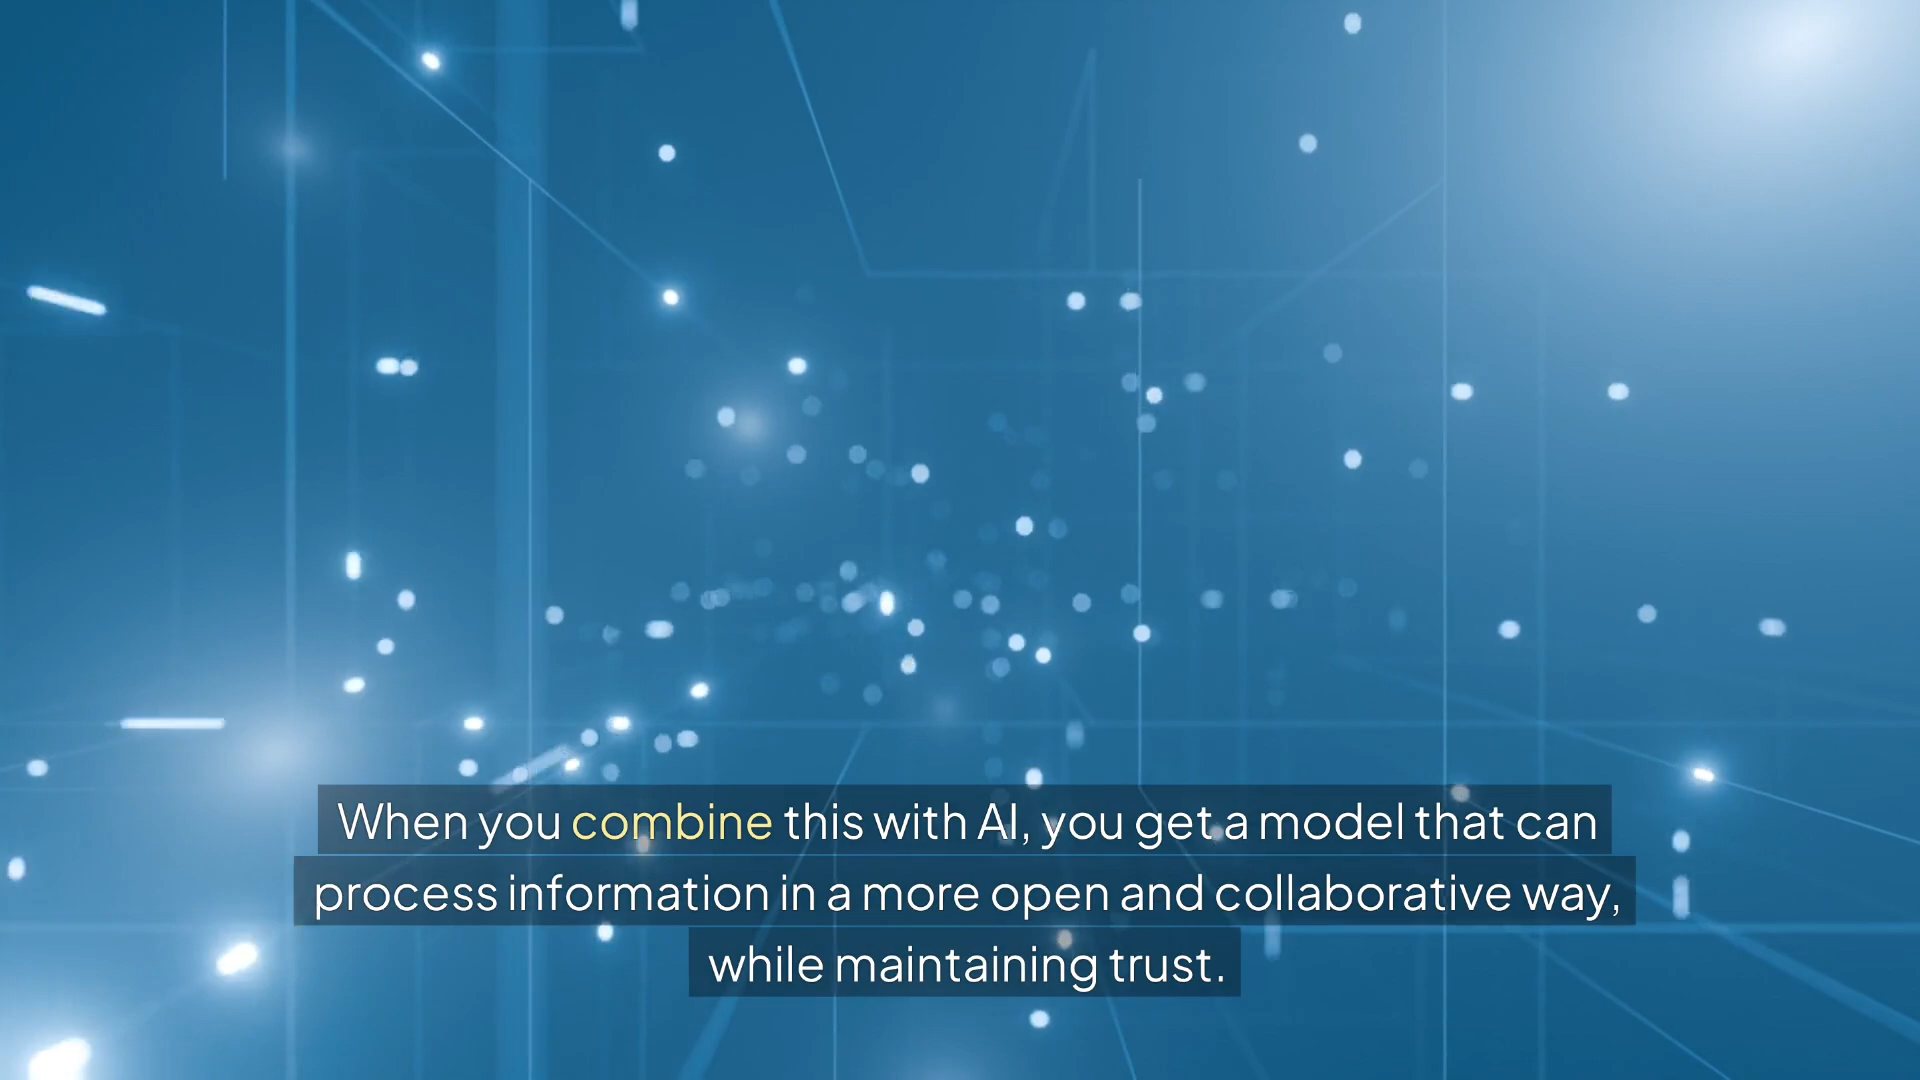 When you combine this with AI, you get a model that can
process information in a more open and collaborative way,
while maintaining trust.